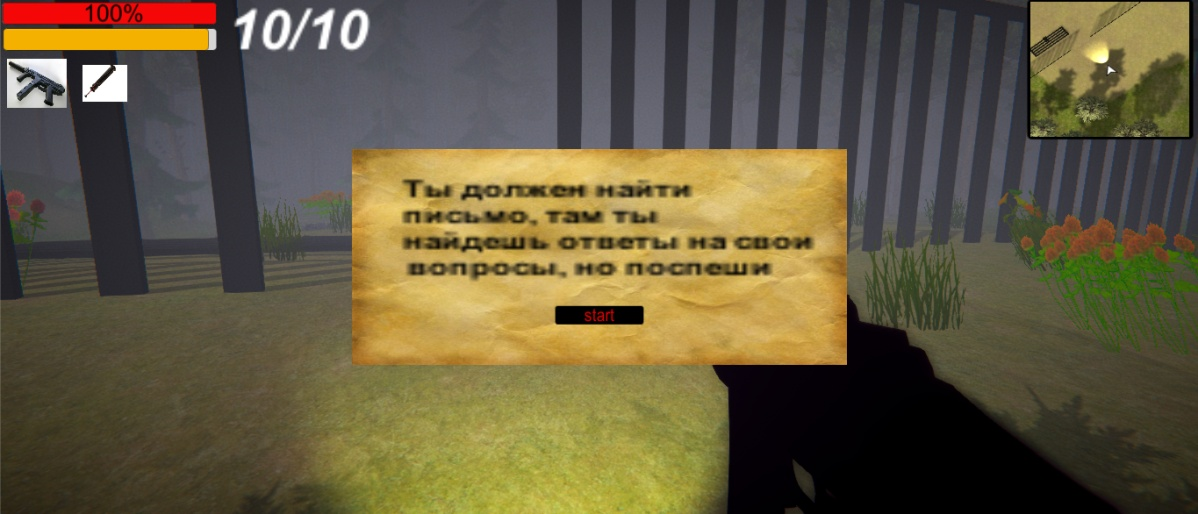 100%
10/10
Ты должен найти
письмо, там ты
найдешь ответы на свои
вопросы, но поспеши
start